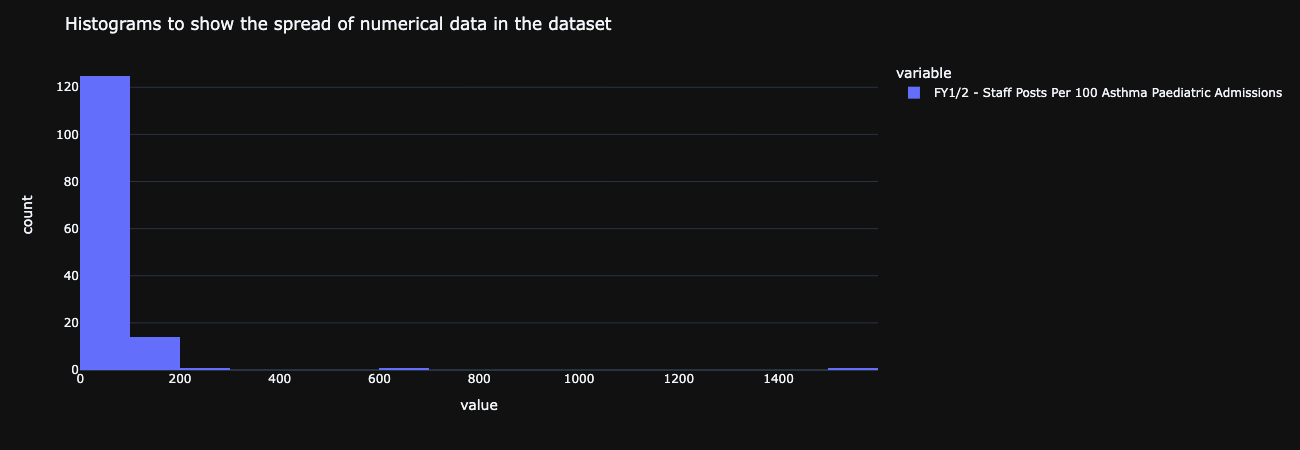 Histograms to show the spread of numerical data in the dataset
variable
FY1/2 - Staff Posts Per 100 Asthma Paediatric Admissions
count
120
100
80
60
40
20
0
0 200 400 600 800 1000 1200 1400
value